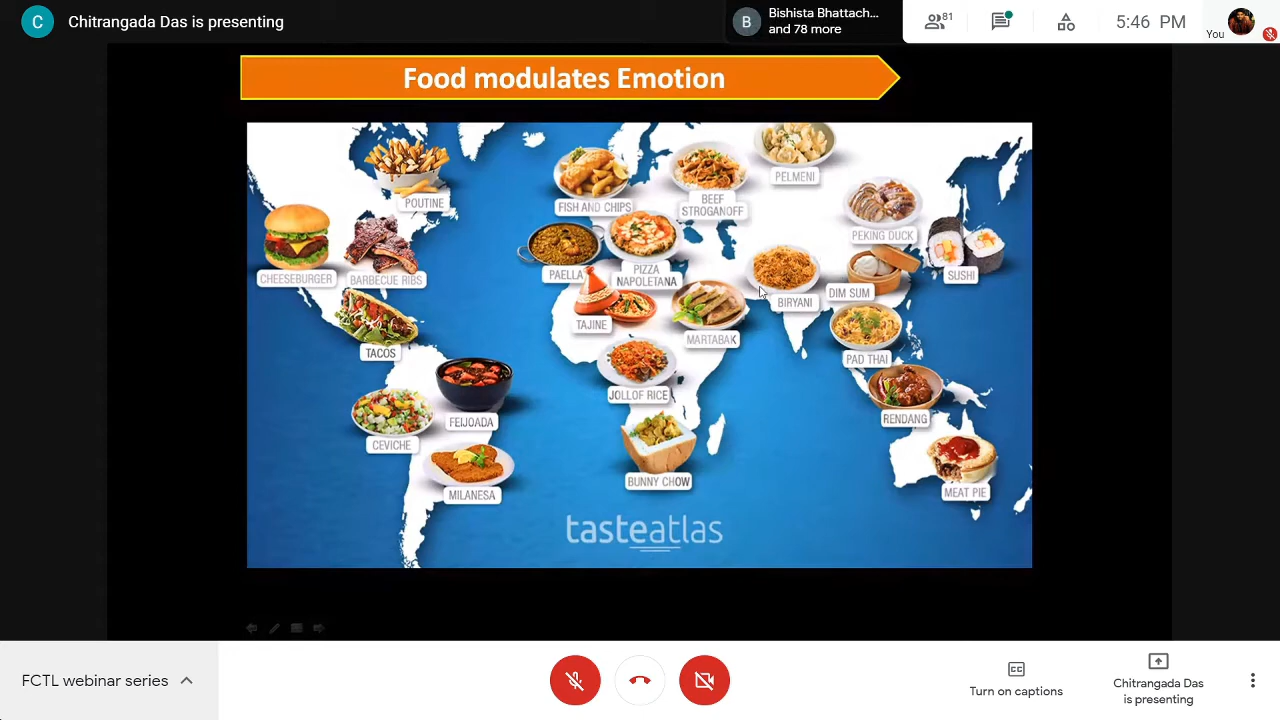 C
Chitrangada Das is presenting
B
Bishista Bhattach...
and 78 more
81
5:46 PM
You
Food modulates Emotion
POUTINE
FISH AND CHIPS
BEEF
STROGANOFF
PELMENI
PEKING DUCK
CHEESEBURGER
BARBECUE RIBS
PAELLA
PIZZA
NAPOLETANA
BIRYANI
DIM SUM
SUSHI
TACOS
TAJINE
MARTABAK
PAD THAI
JOLLOF RICE
RENDANG
CEVICHE
FEIJOADA
MILANESA
BUNNY CHOW
MEAT PIE
tasteatlas
FCTL webinar series
CC
Turn on captions
Chitrangada Das
is presenting